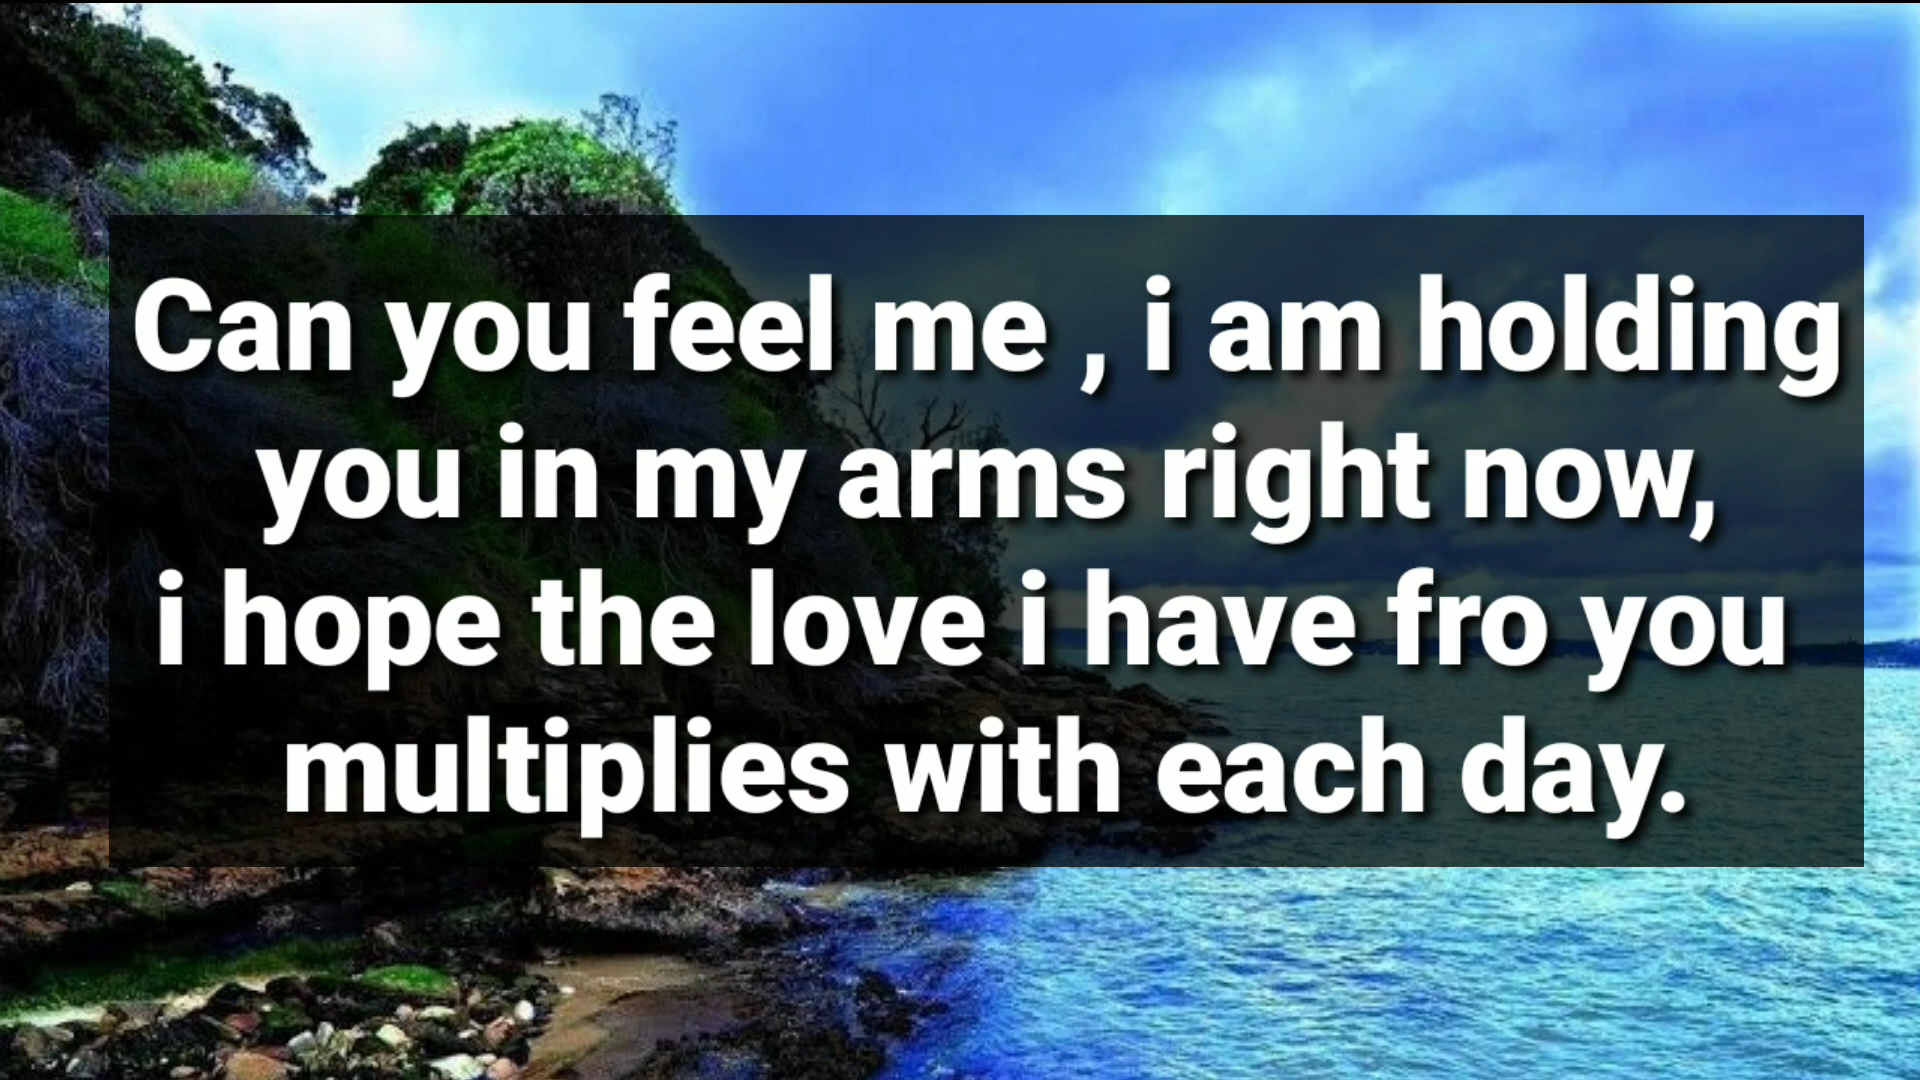 Can you feel me , i am holding
you in my arms right now,
i hope the love i have fro you
multiplies with each day.